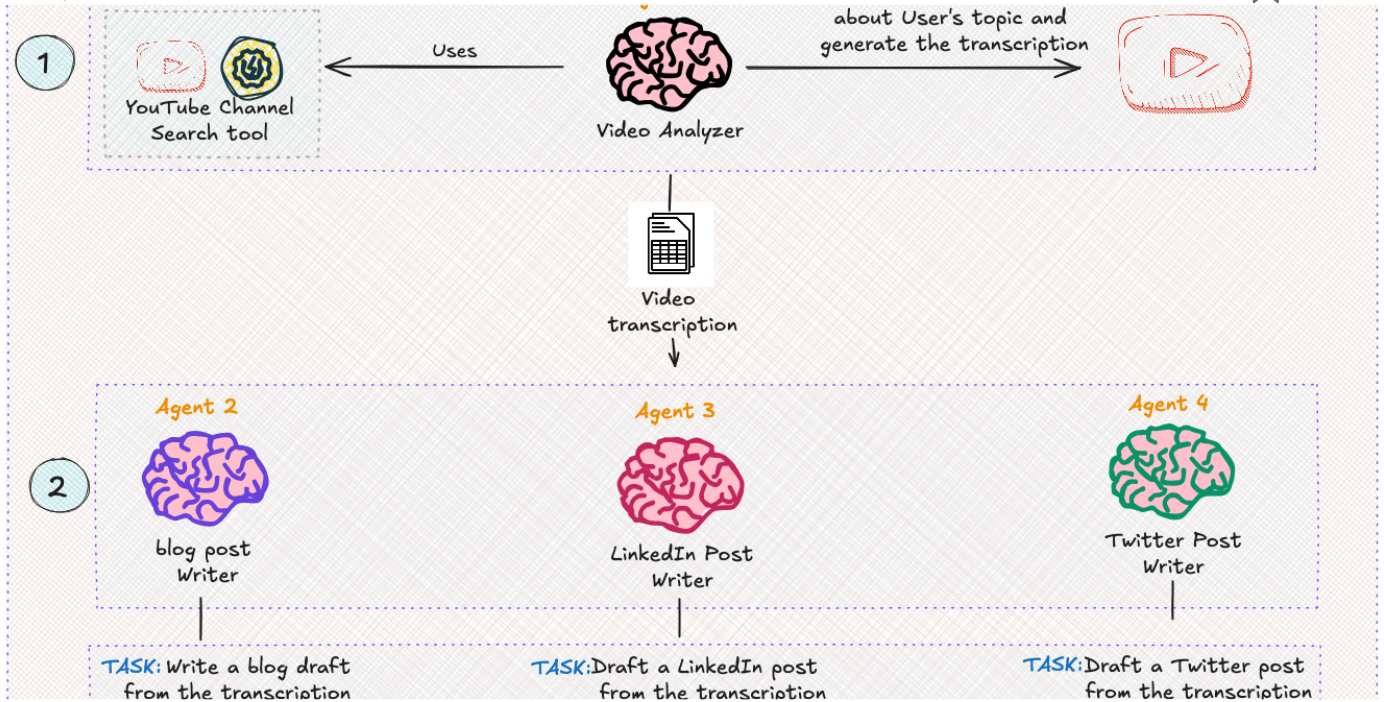 1
about User's topic and
generate the transcription
Uses
YouTube Channel
Search tool
Video Analyzer
Video
transcription
2
Agent 2
Agent 3
Agent 4
blog post
Writer
LinkedIn Post
Writer
Twitter Post
Writer
TASK: Write a blog draft
from the transcription
TASK:Draft a LinkedIn post
from the transcription
TASK:Draft a Twitter post
from the transcription